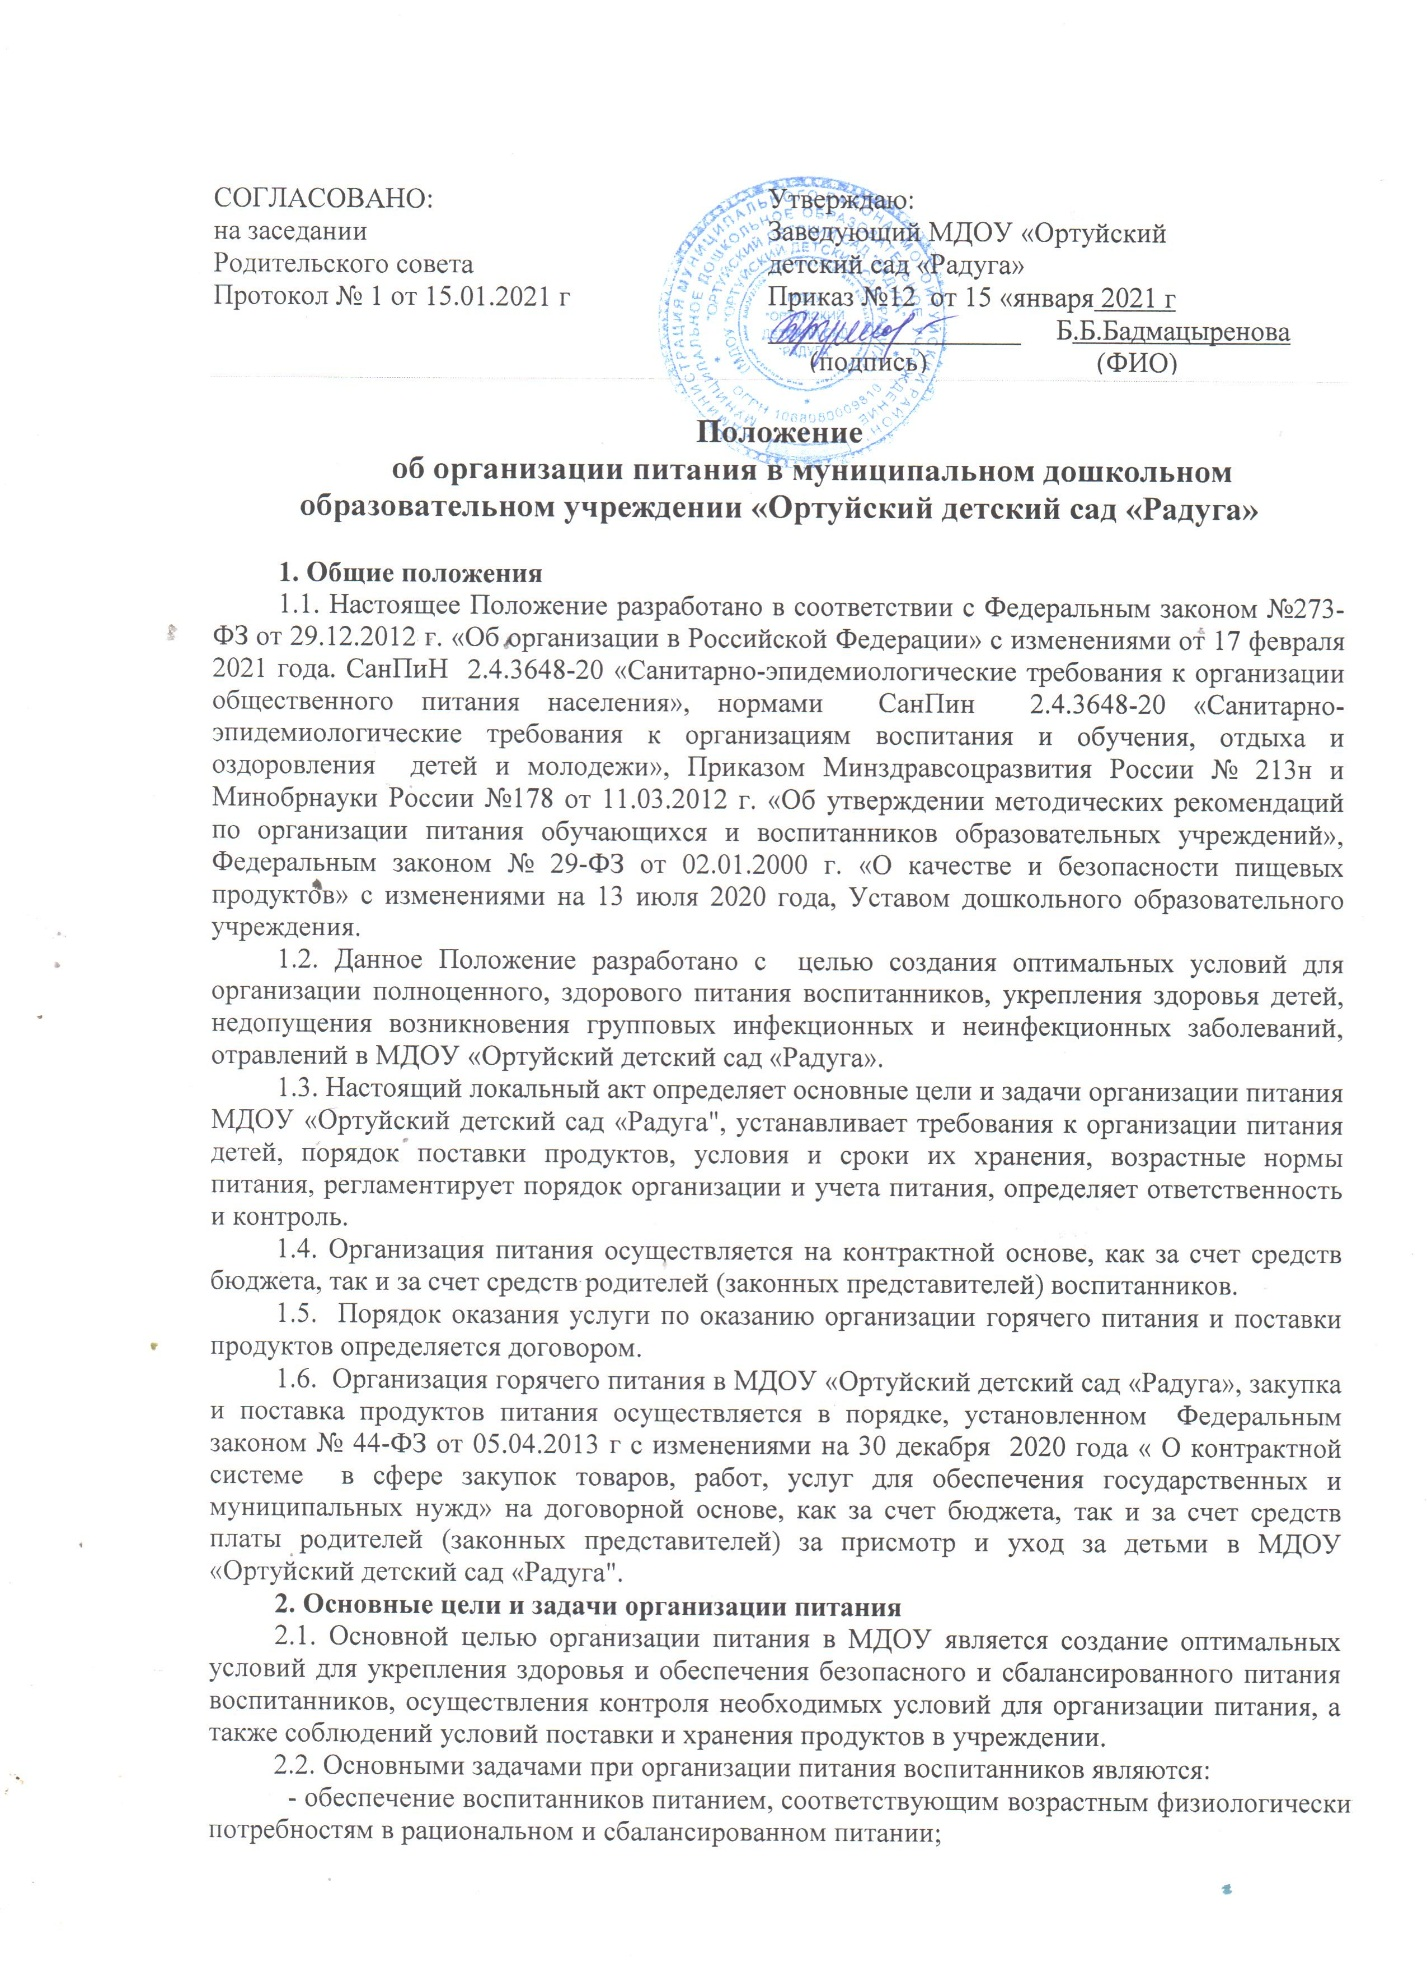 СОГЛАСОВАНО:
на заседании
Родительского совета
Протокол № 1 от 15.01.2021 г
Утверждаю:
Заведующий МДОУ «Ортуйский
детский сад «Радуга»
Приказ №12 от 15 «января 2021 г
Б.Б.Бадмацыренова
(подпись) (ФИО)
Положение
об организации питания в муниципальном дошкольном
образовательном учреждении «Ортуйский детский сад «Радуга»
1. Общие положения
1.1. Настоящее Положение разработано в соответствии с Федеральным законом №273-
ФЗ от 29.12.2012 г. «Об организации в Российской Федерации» с изменениями от 17 февраля
2021 года. СанПиН 2.4.3648-20 «Санитарно-эпидемиологические требования к организации
общественного питания населения», нормами СанПин 2.4.3648-20 «Санитарно-
эпидемиологические требования к организациям воспитания и обучения, отдыха и
оздоровления детей и молодежи», Приказом Минздравсоцразвития России № 213н и
Минобрнауки России №178 от 11.03.2012 г. «Об утверждении методических рекомендаций
по организации питания обучающихся и воспитанников образовательных учреждений»,
Федеральным законом № 29-ФЗ от 02.01.2000 г. «О качестве и безопасности пищевых
продуктов» с изменениями на 13 июля 2020 года, Уставом дошкольного образовательного
учреждения.
1.2. Данное Положение разработано с целью создания оптимальных условий для
организации полноценного, здорового питания воспитанников, укрепления здоровья детей,
недопущения возникновения групповых инфекционных и неинфекционных заболеваний,
отравлений в МДОУ «Ортуйский детский сад «Радуга».
1.3. Настоящий локальный акт определяет основные цели и задачи организации питания
МДОУ «Ортуйский детский сад «Радуга", устанавливает требования к организации питания
детей, порядок поставки продуктов, условия и сроки их хранения, возрастные нормы
питания, регламентирует порядок организации и учета питания, определяет ответственность
и контроль.
1.4. Организация питания осуществляется на контрактной основе, как за счет средств
бюджета, так и за счет средств родителей (законных представителей) воспитанников.
1.5. Порядок оказания услуги по оказанию организации горячего питания и поставки
продуктов определяется договором.
1.6. Организация горячего питания в МДОУ «Ортуйский детский сад «Радуга», закупка
и поставка продуктов питания осуществляется в порядке, установленном Федеральным
законом № 44-ФЗ от 05.04.2013 г с изменениями на 30 декабря 2020 года « О контрактной
системе в сфере закупок товаров, работ, услуг для обеспечения государственных и
муниципальных нужд» на договорной основе, как за счет бюджета, так и за счет средств
платы родителей (законных представителей) за присмотр и уход за детьми в МДОУ
«Ортуйский детский сад «Радуга".
2. Основные цели и задачи организации питания
2.1. Основной целью организации питания в МДОУ является создание оптимальных
условий для укрепления здоровья и обеспечения безопасного и сбалансированного питания
воспитанников, осуществления контроля необходимых условий для организации питания, а
также соблюдений условий поставки и хранения продуктов в учреждении.
2.2. Основными задачами при организации питания воспитанников являются:
- обеспечение воспитанников питанием, соответствующим возрастным физиологически
потребностям в рациональном и сбалансированном питании;